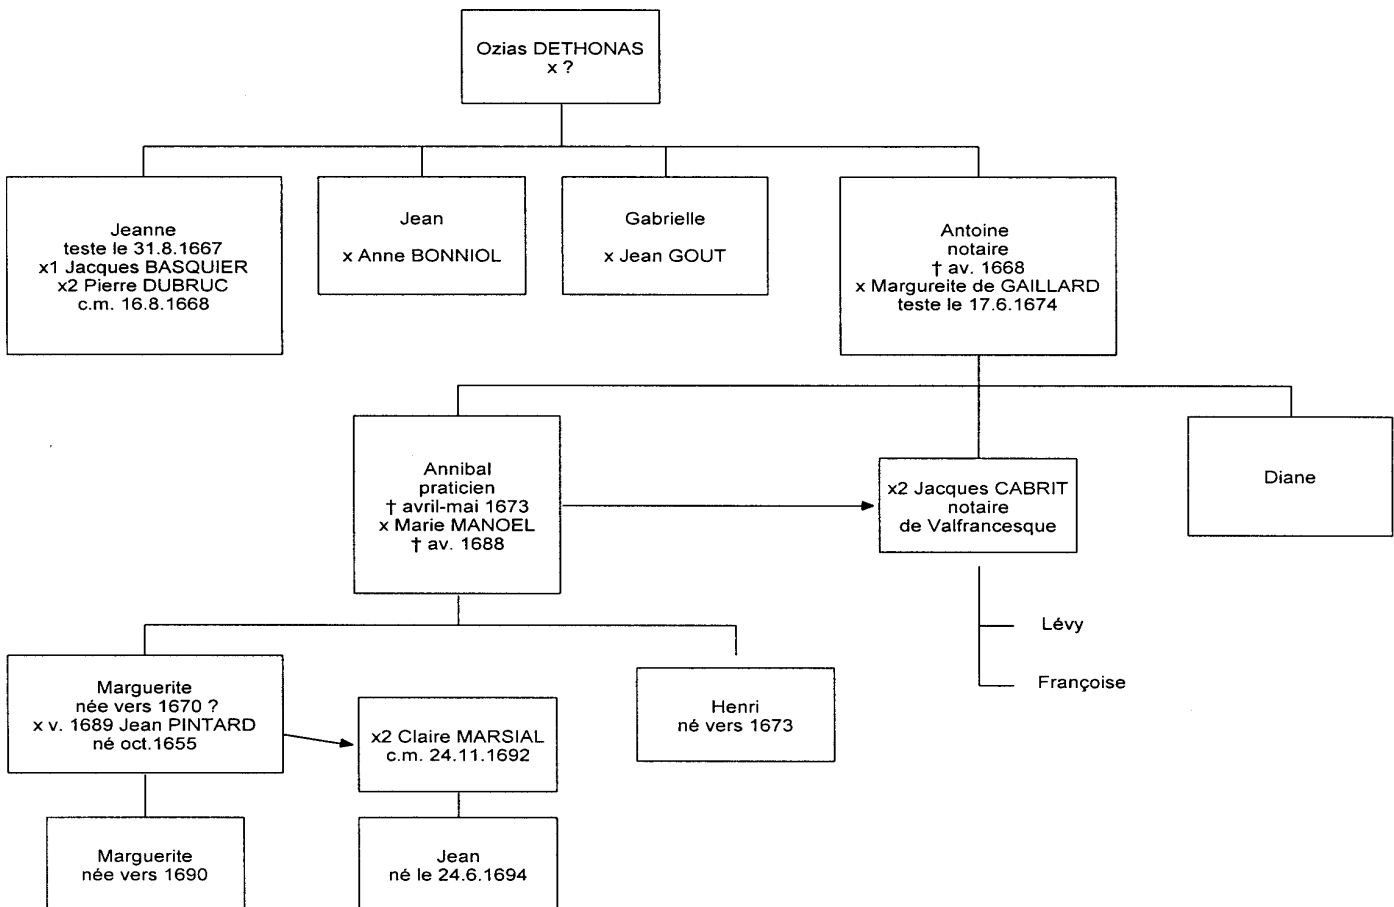 Ozias DETHONAS
x ?
Jeanne
teste le 31.8.1667
x1 Jacques BASQUIER
x2 Pierre DUBRUC
c.m. 16.8.1668
Jean
x Anne BONNIOL
Gabrielle
x Jean GOUT
Antoine
notaire
† av. 1668
x Margureite de GAILLARD
teste le 17.6.1674
Annibal
praticien
† avril-mai 1673
x Marie MANOEL
† av. 1688
x2 Jacques CABRIT
notaire
de Valfrancesque
Diane
Lévy
Françoise
Marguerite
née vers 1670 ?
x v. 1689 Jean PINTARD
né oct.1655
x2 Claire MARSIAL
c.m. 24.11.1692
Henri
né vers 1673
Marguerite
née vers 1690
Jean
né le 24.6.1694